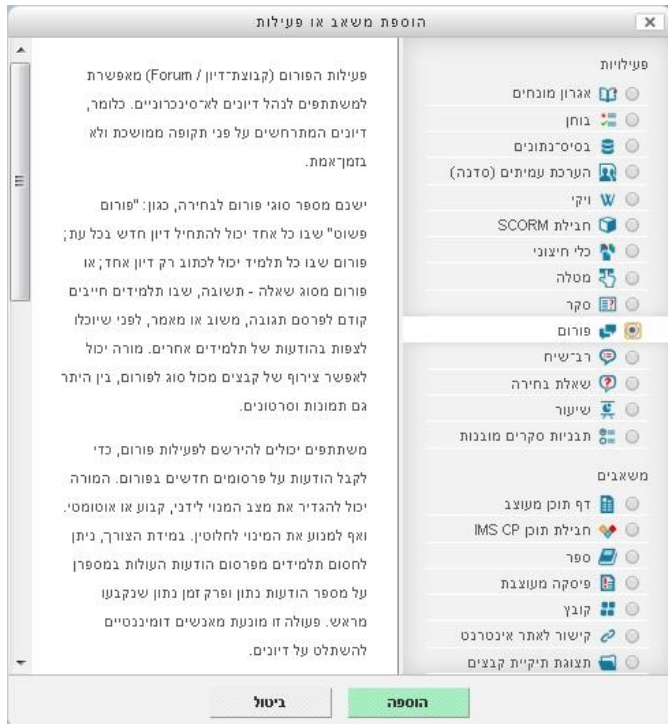 הוספת משאב או פעילות
פעילויות
אגרון מונחים
בוחן
בסיס־נתונים
הערכת עמיתים (סדנה)
ויקי
חבילת SCORM
כלי חיצוני
מטלה
סקר
פורום
רב־שיח
שאלת בחירה
שיעור
תבניות סקרים מובנות
משאבים
דף תוכן מעוצב
חבילת תוכן IMS CP
ספר
פיסקה מעוצבת
קובץ
קישור לאתר אינטרנט
תצוגת תיקיית קבצים
פעילות הפורום (קבוצת־דיון / Forum) מאפשרת
למשתתפים לנהל דיונים לא־סינכרוניים. כלומר,
דיונים המתרחשים על פני תקופה ממושכת ולא
בזמן־אמת.
ישנם מספר סוגי פורום לבחירה, כגון: "פורום
פשוט" שבו כל אחד יכול להתחיל דיון חדש בכל עת;
פורום שבו כל תלמיד יכול לכתוב רק דיון אחד; או
פורום מסוג שאלה - תשובה, שבו תלמידים חייבים
קודם לפרסם תגובה, משוב או מאמר, לפני שיוכלו
לצפות בהודעות של תלמידים אחרים. מורה יכול
לאפשר צירוף של קבצים מכול סוג לפורום, בין היתר
גם תמונות וסרטונים.
משתתפים יכולים להירשם לפעילות פורום, כדי
לקבל הודעות על פרסומים חדשים בפורום. המורה
יכול להגדיר את מצב המנוי לידני, קבוע או אוטומטי.
ואף למנוע את המינוי לחלוטין. במידת הצורך, ניתן
לחסום תלמידים מפרסום הודעות העולות במספרן
על מספר הודעות נתון ופרק זמן נתון שנקבעו
מראש. פעולה זו מונעת מאנשים דומיננטיים
להשתלט על דיונים.
הוספה
ביטול